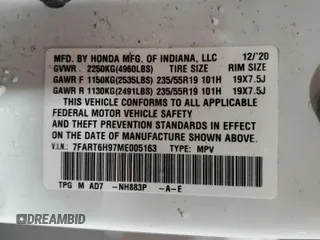 MFD. BY HONDA MFG. OF INDIANA, LLC 12/'20
GVWR 2250KG(4960LBS) TIRE SIZE RIM SIZE
GAWR F 1150KG(2535LBS) 235/55R19 101H 19X7.5J
GAWR R 1130KG(2491LBS) 235/55R19 101H 19X7.5J
THIS VEHICLE CONFORMS TO ALL APPLICABLE
FEDERAL MOTOR VEHICLE SAFETY
AND THEFT PREVENTION STANDARDS IN EFFECT
ON THE DATE OF MANUFACTURE SHOWN ABOVE.
V.I.N.: 7FART6H97ME005163 TYPE: MPV
TPG M AD7 -NH883P -A-E
DREAMBID